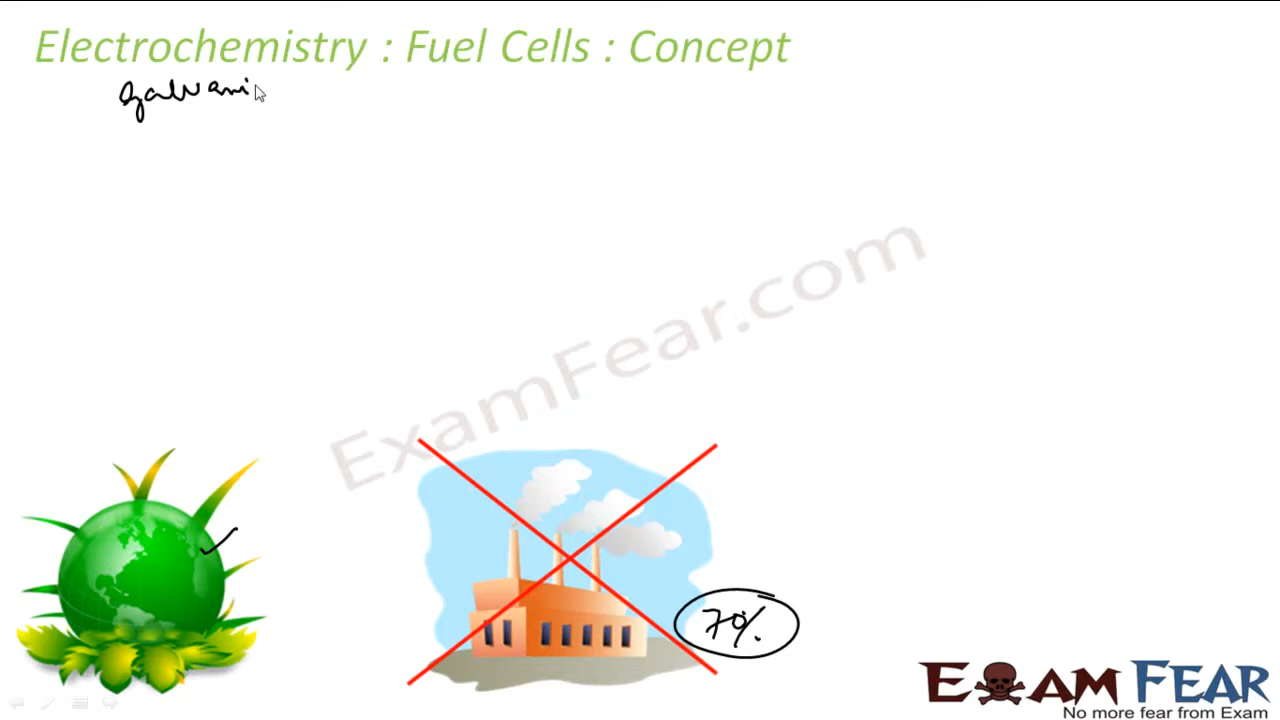 Electrochemistry : Fuel Cells : Concept
Galvani
ExamFear.com
70%.
EXAM FEAR
No more fear from Exam